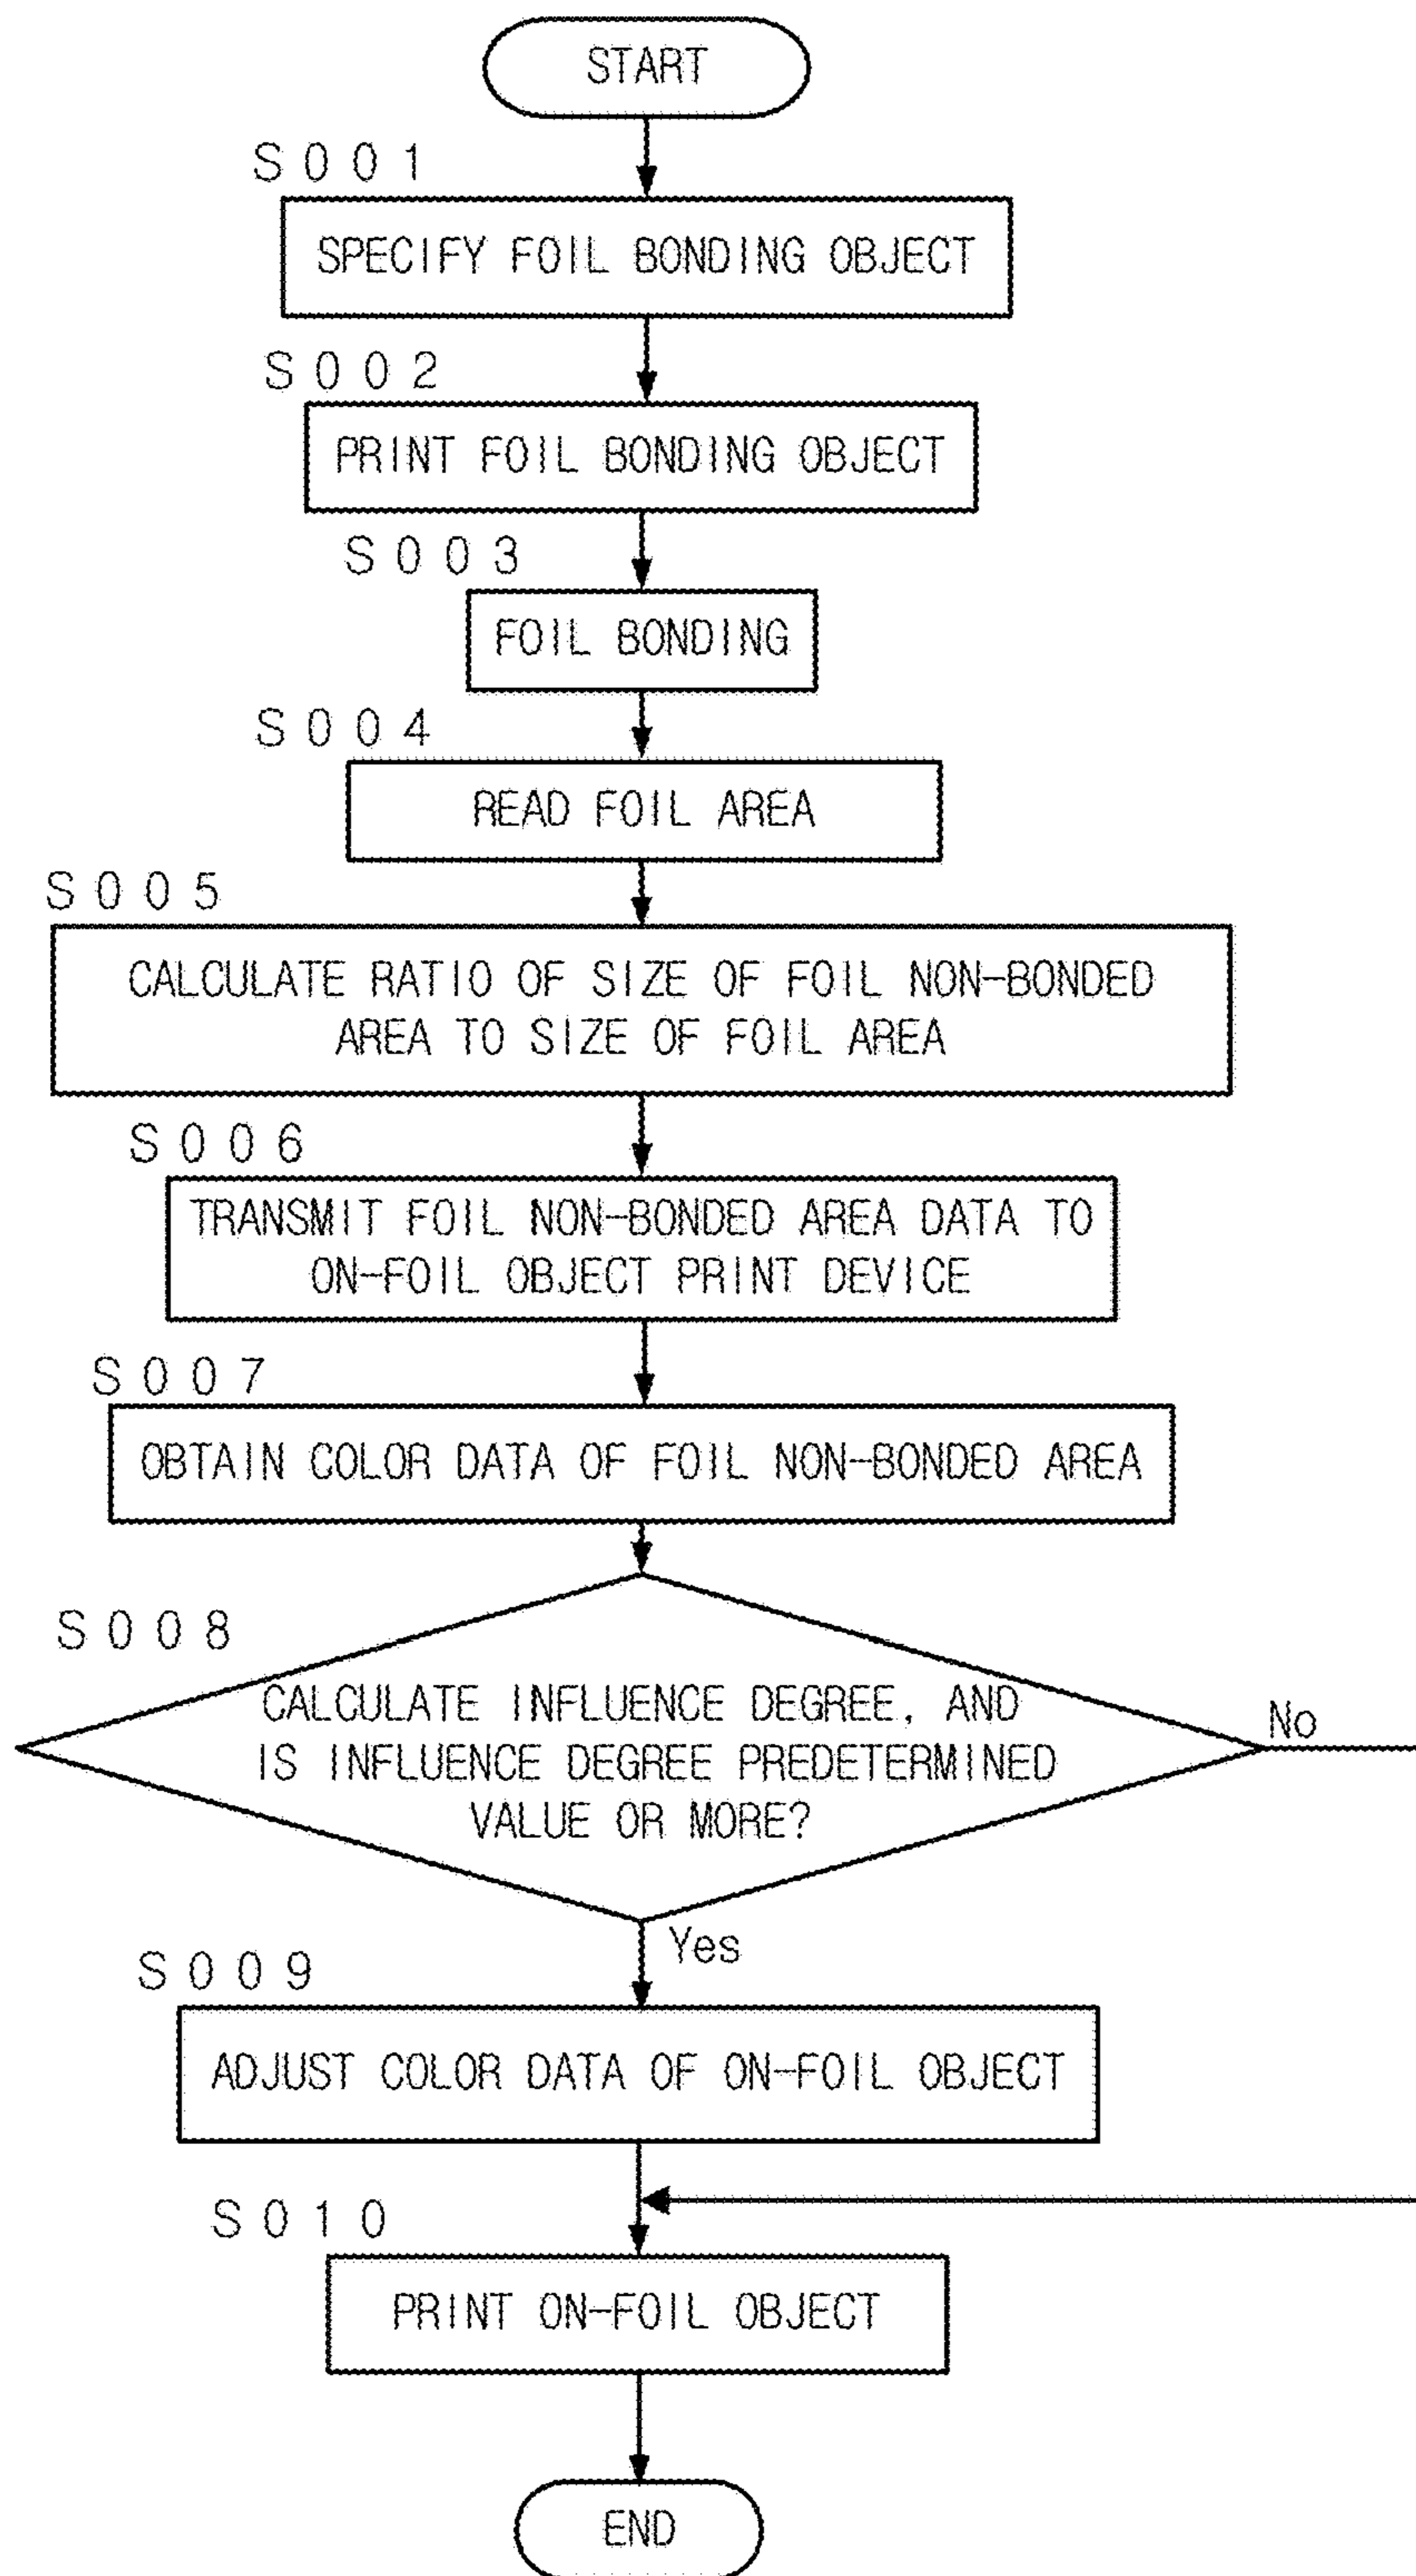 START
S001
SPECIFY FOIL BONDING OBJECT
S002
PRINT FOIL BONDING OBJECT
S003
FOIL BONDING
S004
READ FOIL AREA
S005
CALCULATE RATIO OF SIZE OF FOIL NON-BONDED
AREA TO SIZE OF FOIL AREA
S006
TRANSMIT FOIL NON-BONDED AREA DATA TO
ON-FOIL OBJECT PRINT DEVICE
S007
OBTAIN COLOR DATA OF FOIL NON-BONDED AREA
S008
CALCULATE INFLUENCE DEGREE, AND
IS INFLUENCE DEGREE PREDETERMINED
VALUE OR MORE?
No
Yes
S009
ADJUST COLOR DATA OF ON-FOIL OBJECT
S010
PRINT ON-FOIL OBJECT
END